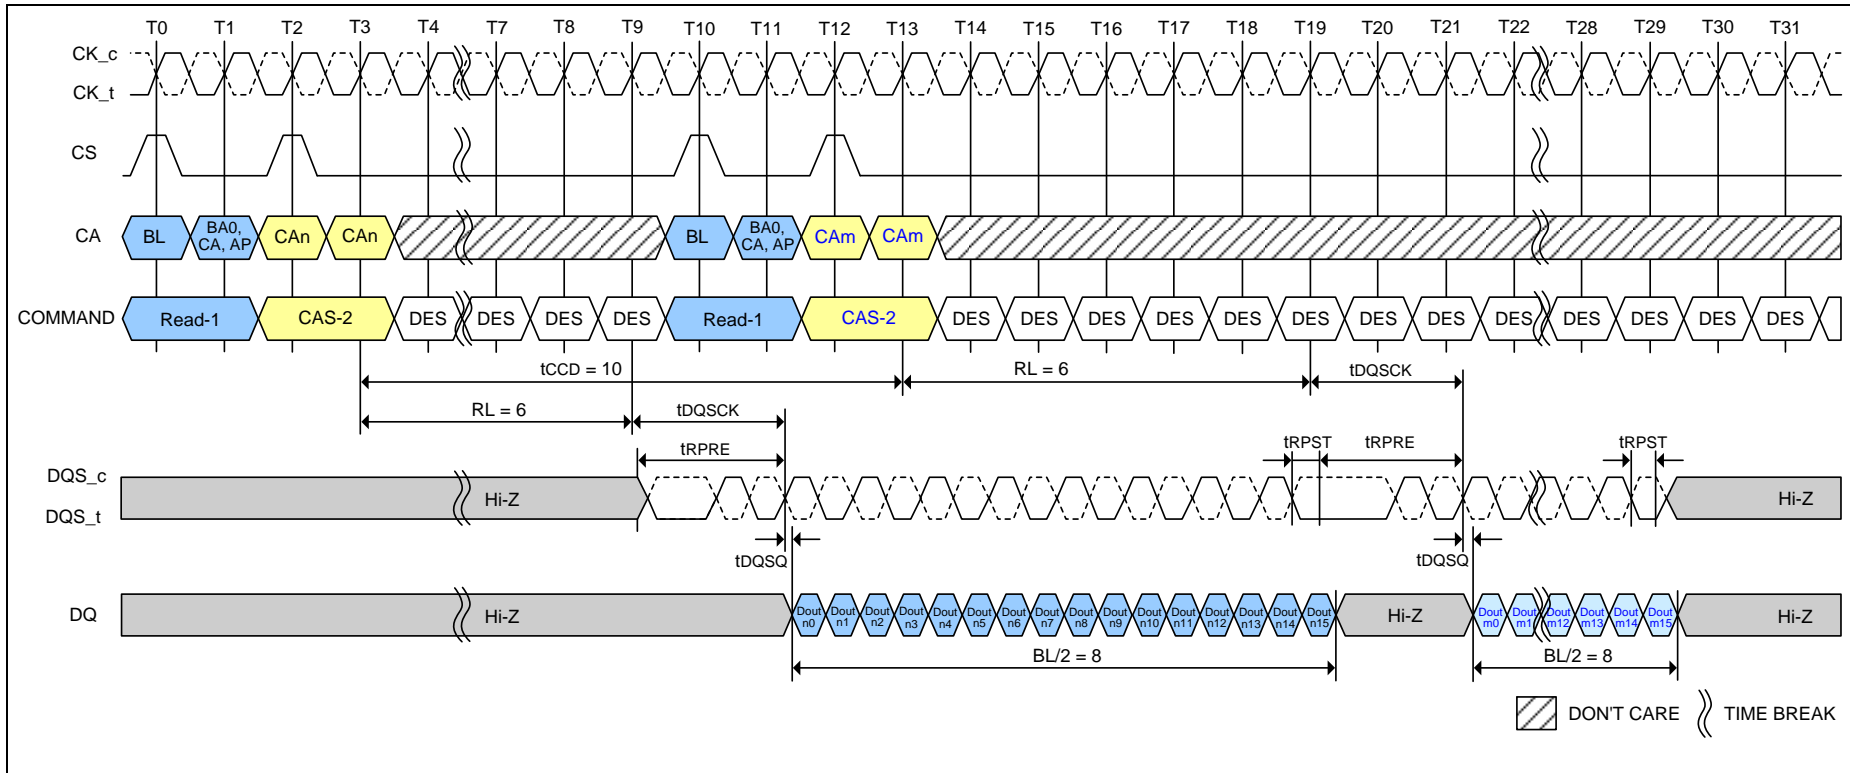 T0 T1 T2 T3 T4 T7 T8 T9 T10 T11 T12 T13 T14 T15 T16 T17 T18 T19 T20 T21 T22 T28 T29 T30 T31
CK_c
CK_t
CS
CA BL BA0, CA, AP CAn CAn BL BA0, CA, AP CAm CAm
COMMAND Read-1 CAS-2 DES DES DES DES Read-1 CAS-2 DES DES DES DES DES DES DES DES DES DES DES DES DES
tCCD = 10 RL = 6 tDQSCK
RL = 6 tDQSCK
tRPRE tRPST tRPRE tRPST
DQS_c
Hi-Z Hi-Z
DQS_t
tDQSQ tDQSQ
DQ Hi-Z Dout n0 Dout n1 Dout n2 Dout n3 Dout n4 Dout n5 Dout n6 Dout n7 Dout n8 Dout n9 Dout n10 Dout n11 Dout n12 Dout n13 Dout n14 Dout n15 Hi-Z Dout m0 Dout m1 Dout m12 Dout m13 Dout m14 Dout m15 Hi-Z
BL/2 = 8 BL/2 = 8
DON'T CARE TIME BREAK